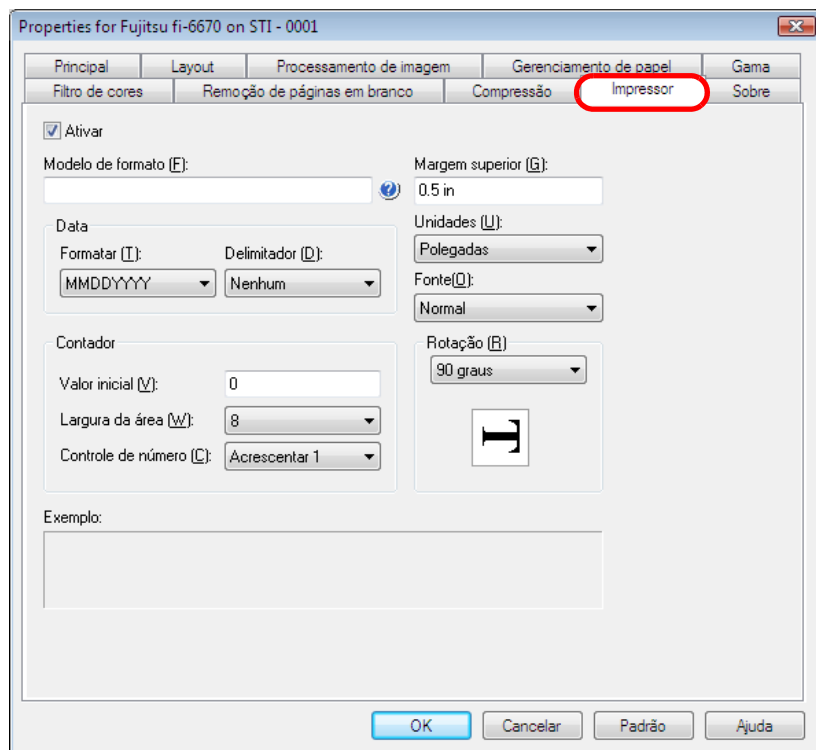 Properties for Fujitsu fi-6670 on STI - 0001
Principal Layout Processamento de imagem Gerenciamento de papel Gama
Filtro de cores Remoção de páginas em branco Compressão Impressor Sobre
Ativar
Modelo de formato (F): Margem superior (G):
0.5 in
Data Unidades (U):
Formatar (T): Delimitador (D): Polegadas
MMDDYYYY Nenhum Fonte(O):
Normal
Contador Rotação (R)
90 graus
Valor inicial (V): 0
Largura da área (W): 8
Controle de número (C): Acrescentar 1
Exemplo:
OK Cancelar Padrão Ajuda